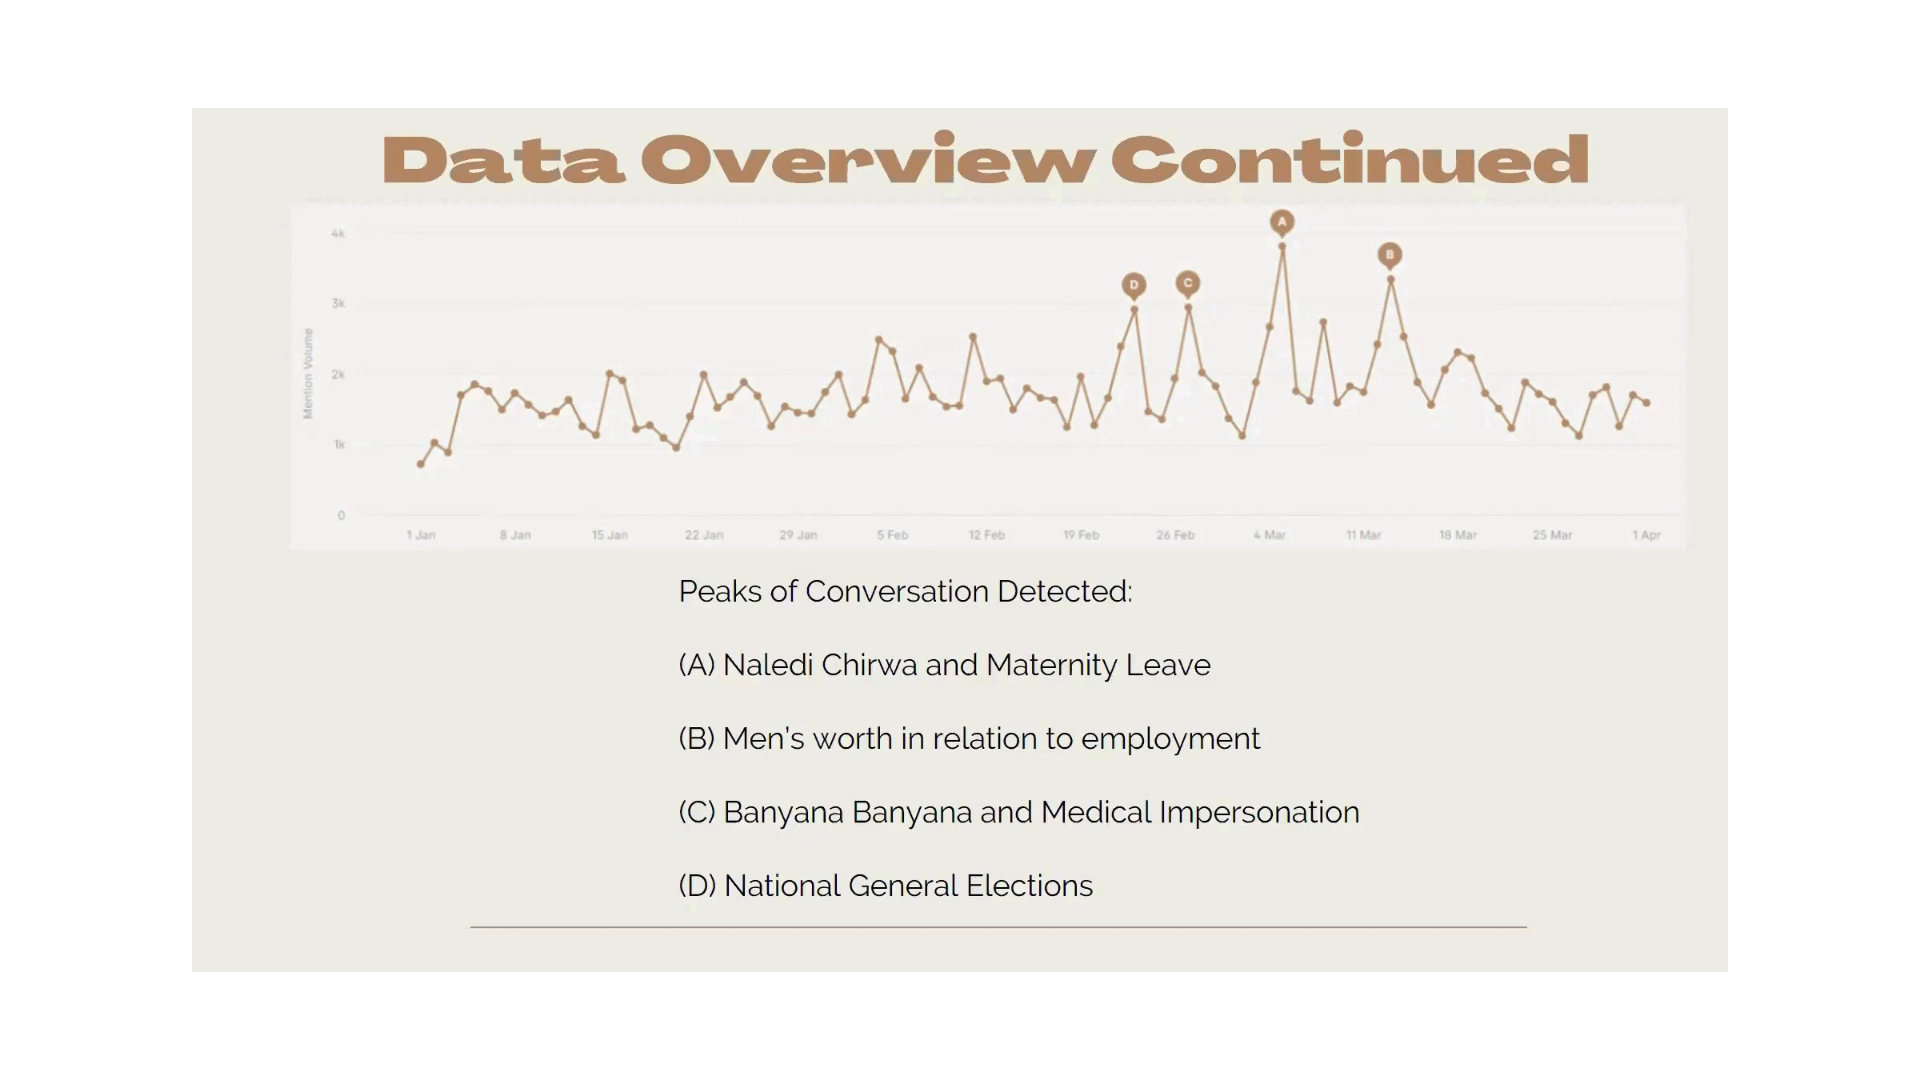 Data Overview Continued
A
B
C
D
4k
3k
2k
1k
0
Mention Volume
1 Jan
8 Jan
15 Jan
22 Jan
29 Jan
5 Feb
12 Feb
19 Feb
26 Feb
4 Mar
11 Mar
18 Mar
25 Mar
1 Apr
Peaks of Conversation Detected:
(A) Naledi Chirwa and Maternity Leave
(B) Men's worth in relation to employment
(C) Banyana Banyana and Medical Impersonation
(D) National General Elections